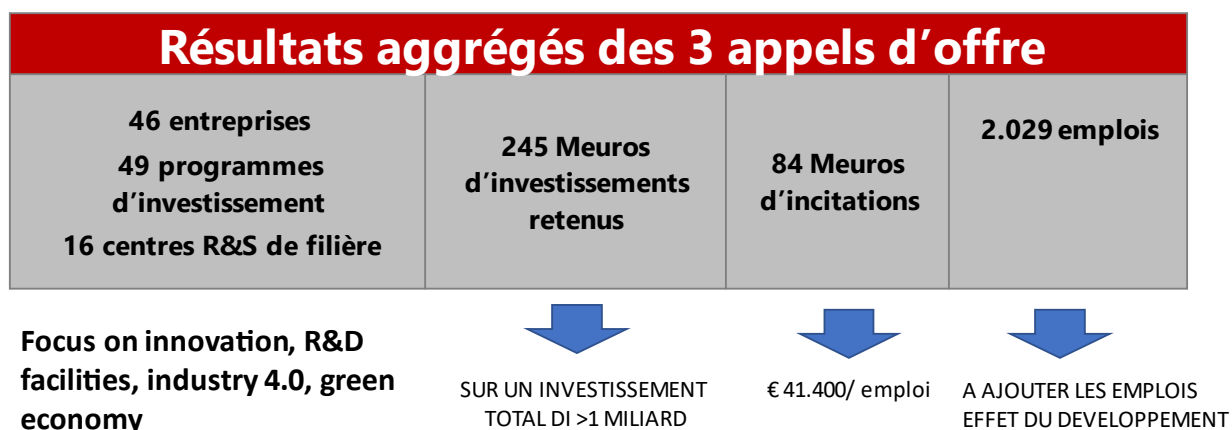 Résultats aggrégés des 3 appels d’offre
46 entreprises
49 programmes
d’investissement
16 centres R&S de filière
245 Meuros
d’investissements
retenus
84 Meuros
d’incitations
2.029 emplois
Focus on innovation, R&D
facilities, industry 4.0, green
economy
SUR UN INVESTISSEMENT
TOTAL DI >1 MILIARD
€ 41.400/ emploi
A AJOUTER LES EMPLOIS
EFFET DU DEVELOPPEMENT